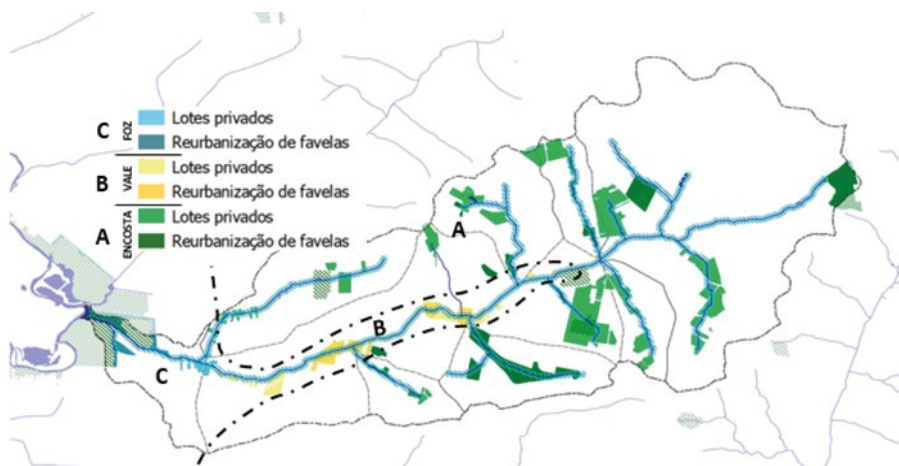 C FOZ Lotes privados
Reurbanização de favelas
B VALE Lotes privados
Reurbanização de favelas
A ENCOSTA Lotes privados
Reurbanização de favelas
A
B
C